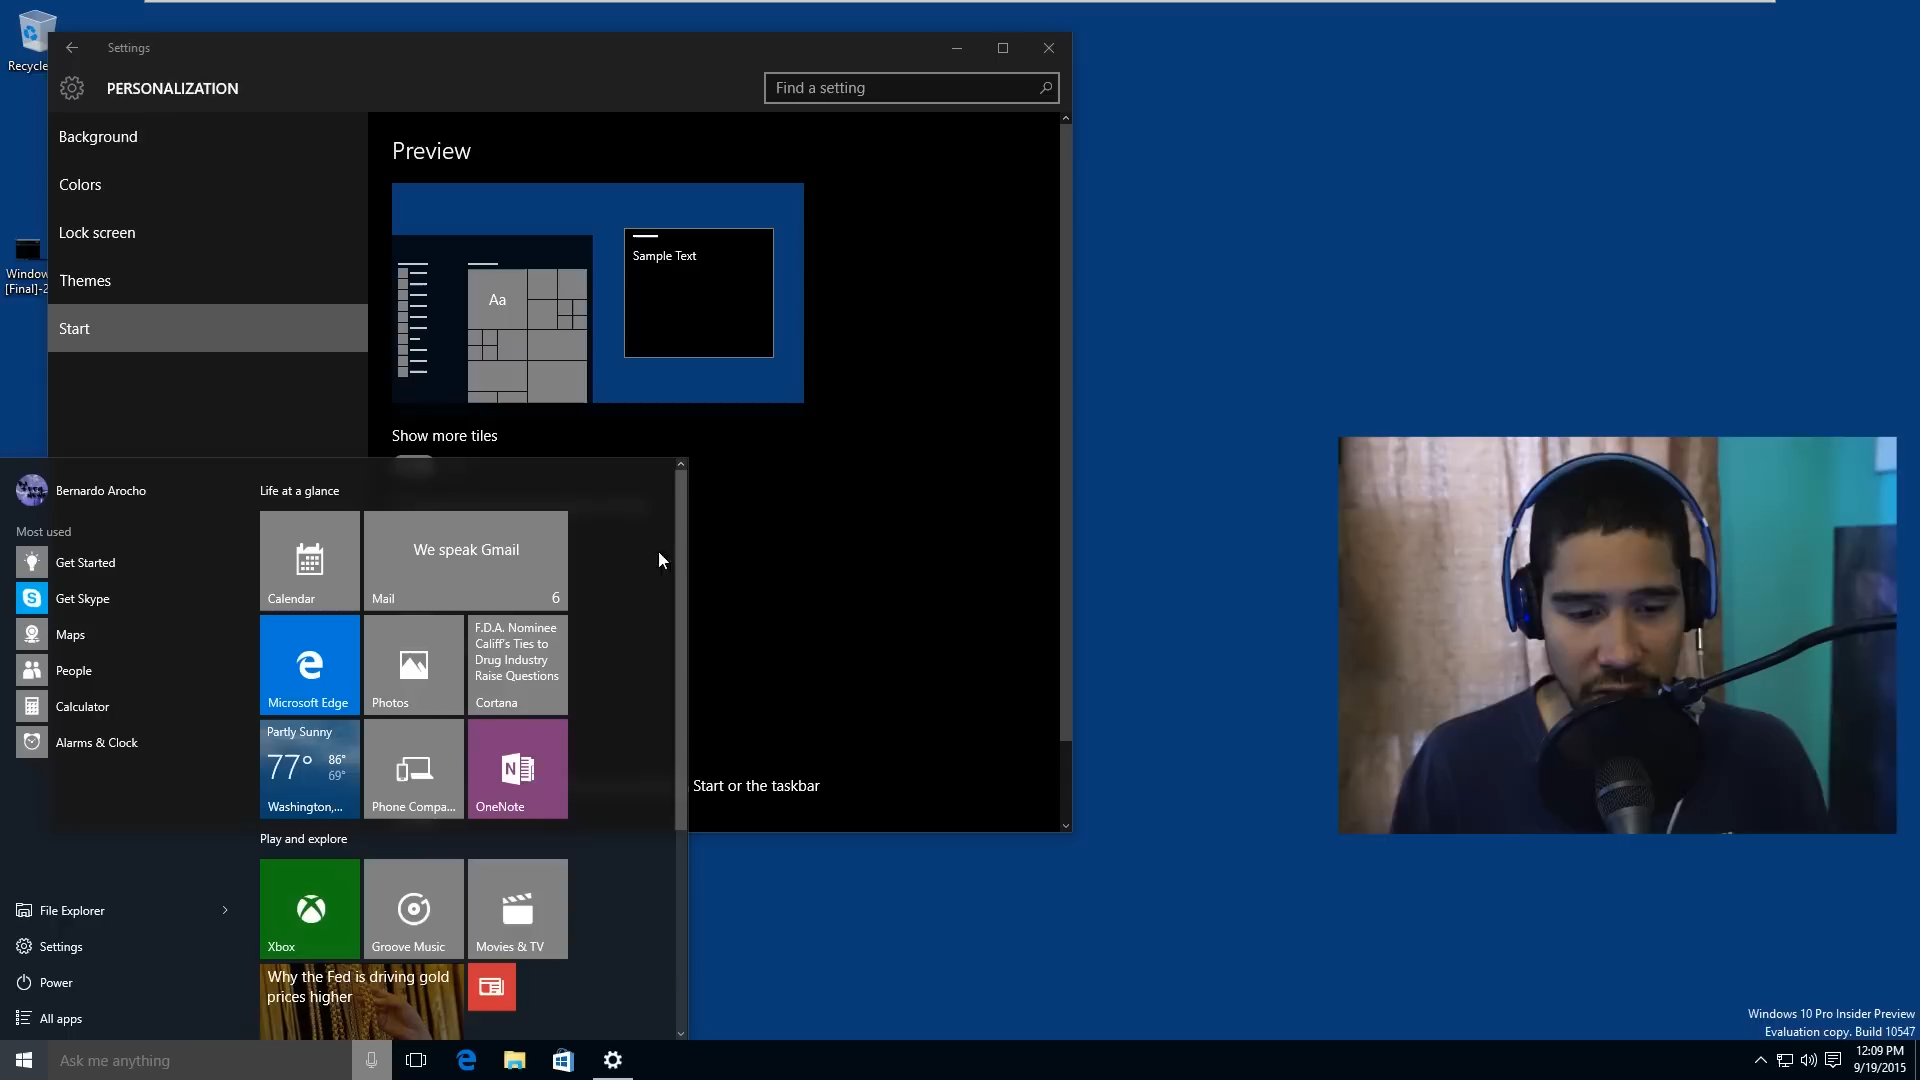 Recycle
Settings
PERSONALIZATION
Find a setting
Background
Colors
Lock screen
Themes
Start
Preview
Sample Text
Aa
Show more tiles
Window
[Final]-2
Bernardo Arocho
Most used
Get Started
Get Skype
Maps
People
Calculator
Alarms & Clock
File Explorer
Settings
Power
All apps
Life at a glance
Calendar
We speak Gmail
Mail
6
Microsoft Edge
Photos
F.D.A. Nominee
Califf's Ties to
Drug Industry
Raise Questions
Cortana
Partly Sunny
77°
86°
69°
Washington,...
Phone Compa...
N
OneNote
Play and explore
Xbox
Groove Music
Movies & TV
Why the Fed is driving gold
prices higher
Start or the taskbar
Windows 10 Pro Insider Preview
Evaluation copy. Build 10547
Ask me anything
12:09 PM
9/19/2015